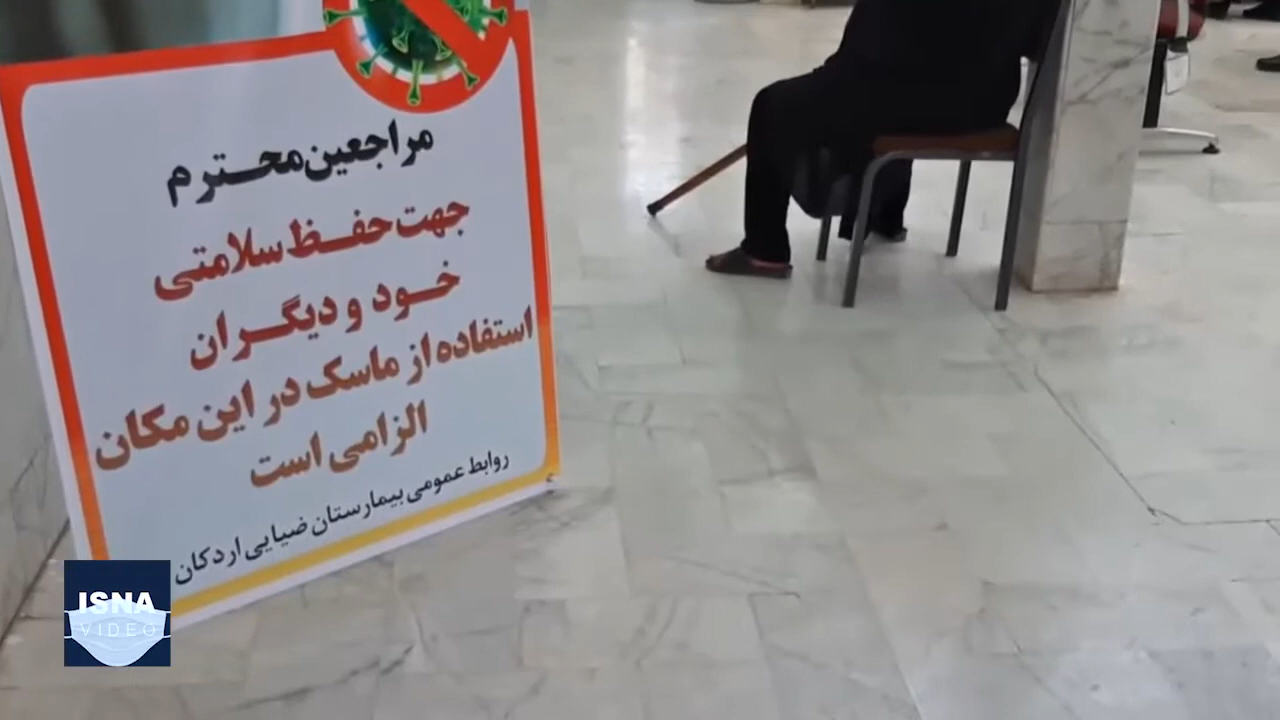 مراجعین محترم
جهت حفظ سلامتی
خود و دیگران
استفاده از ماسک در این مکان
الزامی است
روابط عمومی بیمارستان ضیایی اردکان
ISNA
VIDEO